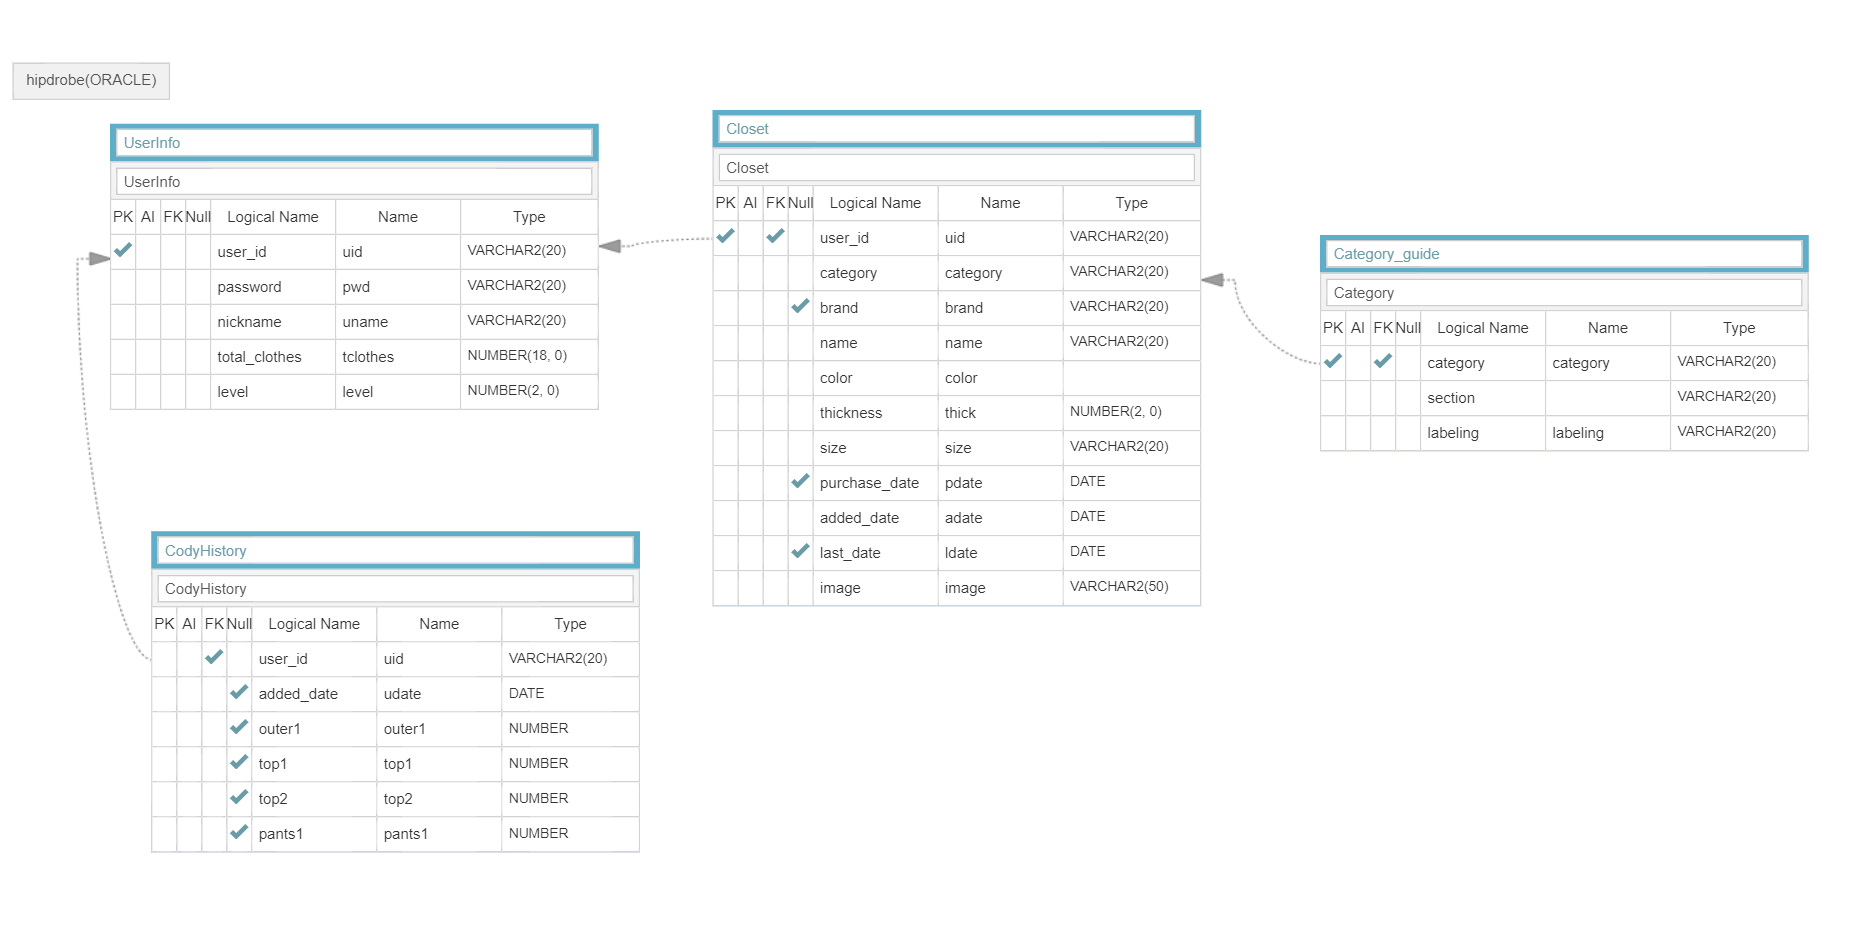 hipdrobe(ORACLE)
UserInfo
UserInfo
PK AI FK Null Logical Name Name Type
user_id uid VARCHAR2(20)
password pwd VARCHAR2(20)
nickname uname VARCHAR2(20)
total_clothes tclothes NUMBER(18, 0)
level level NUMBER(2, 0)
Closet
Closet
PK AI FK Null Logical Name Name Type
user_id uid VARCHAR2(20)
category category VARCHAR2(20)
brand brand VARCHAR2(20)
name name VARCHAR2(20)
color color
thickness thick NUMBER(2, 0)
size size VARCHAR2(20)
purchase_date pdate DATE
added_date adate DATE
last_date ldate DATE
image image VARCHAR2(50)
Category_guide
Category
PK AI FK Null Logical Name Name Type
category category VARCHAR2(20)
section VARCHAR2(20)
labeling labeling VARCHAR2(20)
CodyHistory
CodyHistory
PK AI FK Null Logical Name Name Type
user_id uid VARCHAR2(20)
added_date udate DATE
outer1 outer1 NUMBER
top1 top1 NUMBER
top2 top2 NUMBER
pants1 pants1 NUMBER